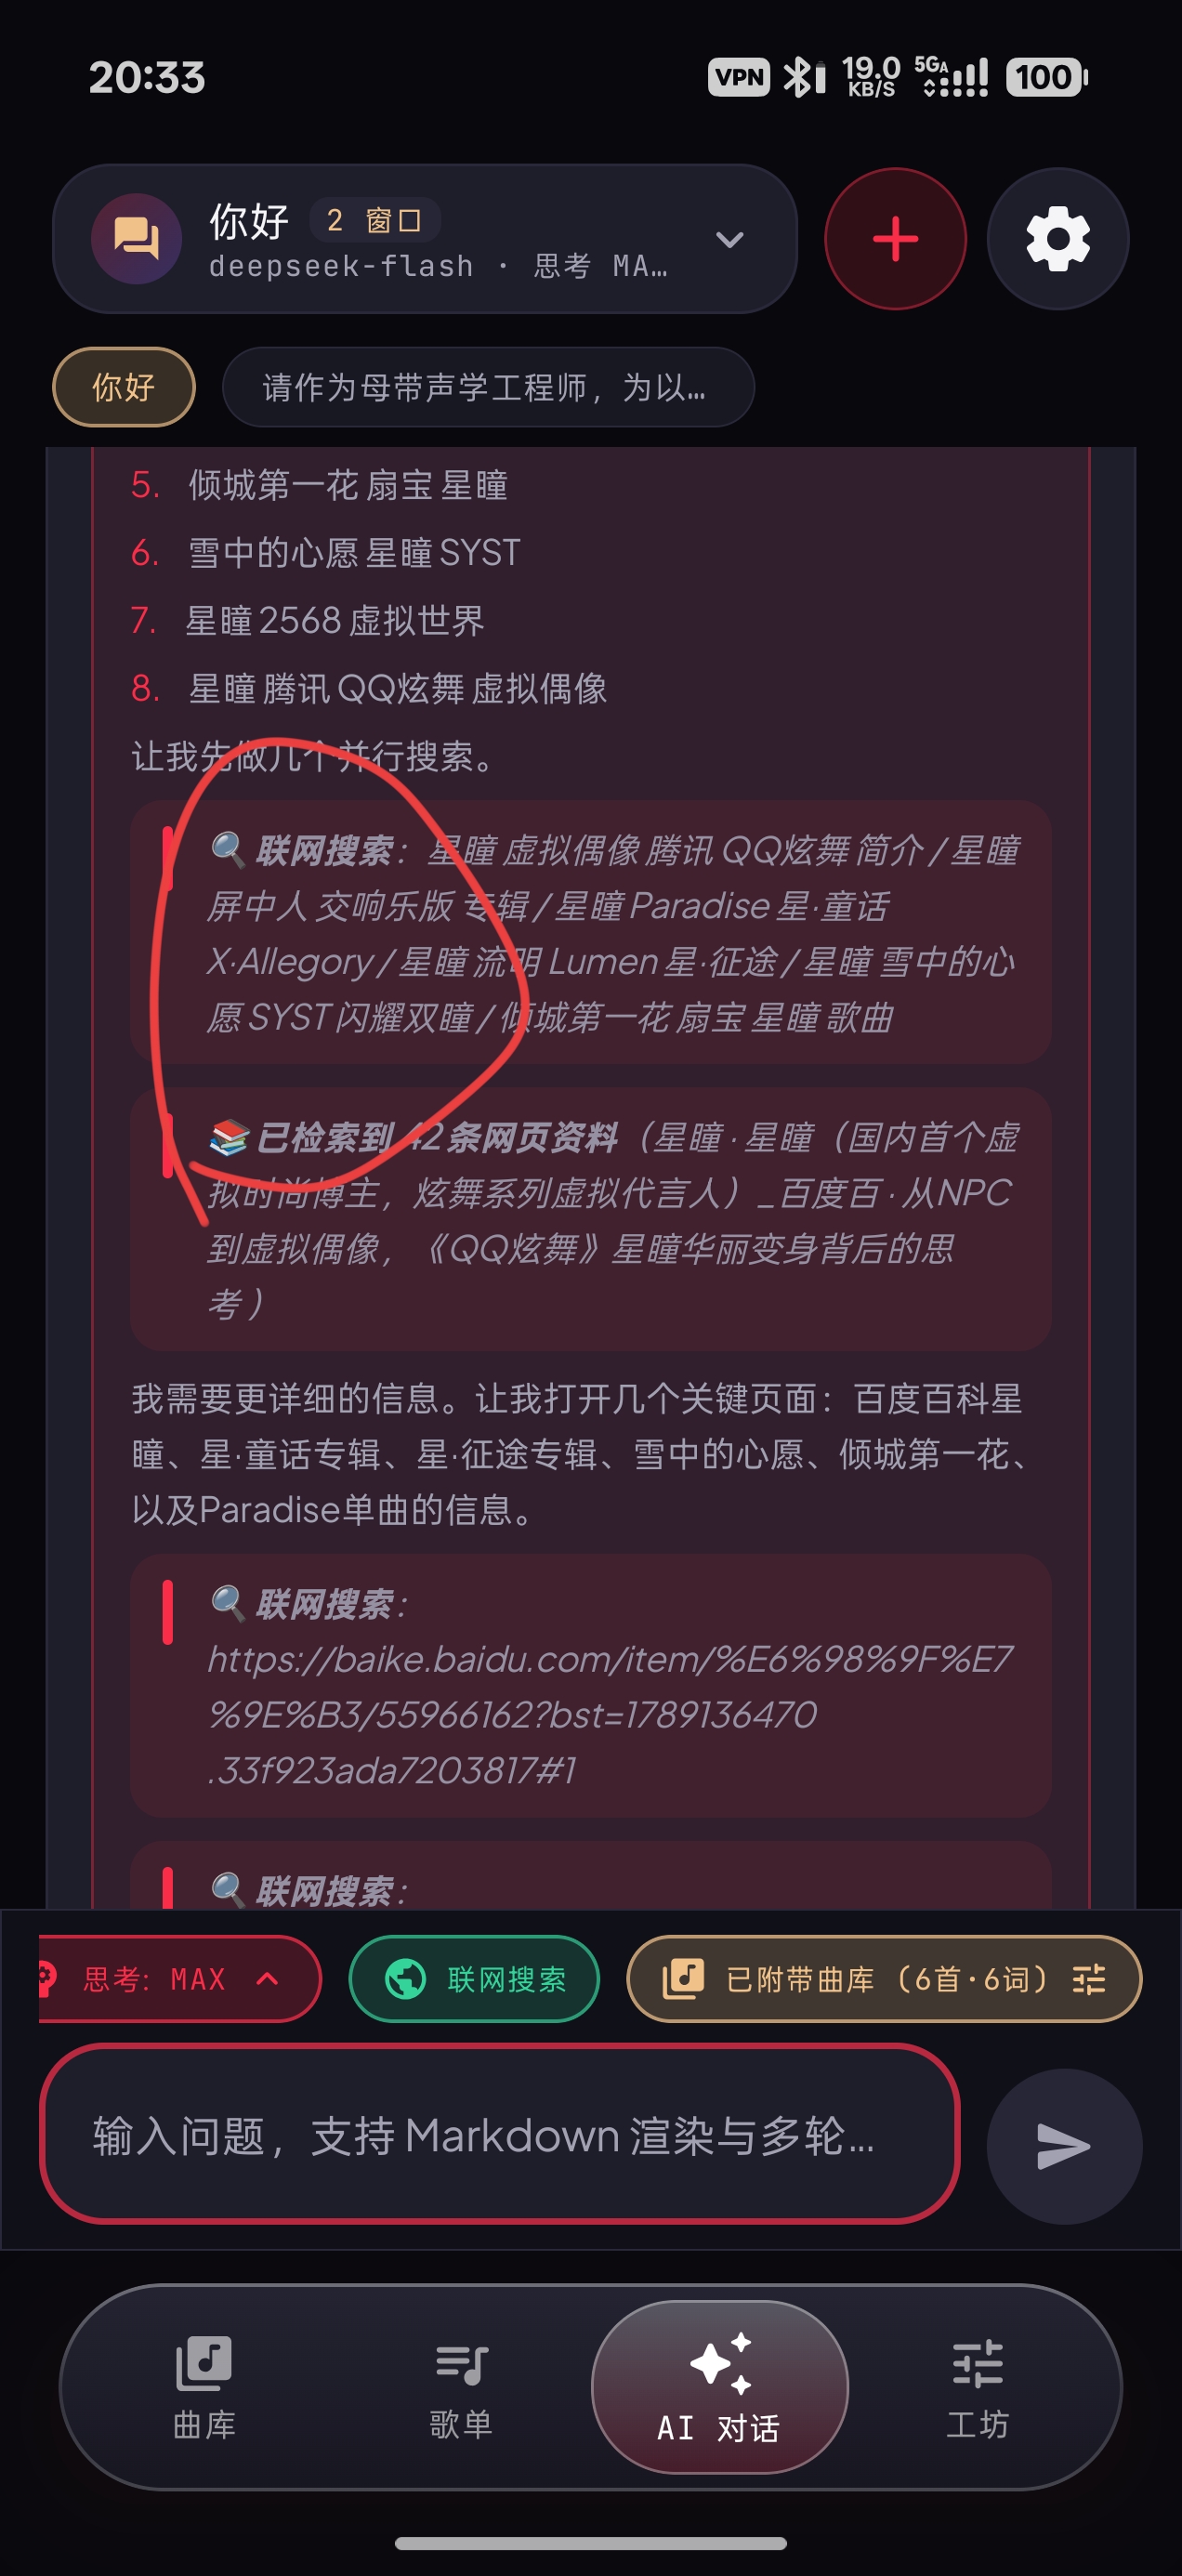 20:33
VPN 19.0 KB/S 5GA 100
你好 2 窗口
deepseek-flash · 思考 MA…
你好 请作为母带声学工程师，为以…
5. 倾城第一花 扇宝 星瞳
6. 雪中的心愿 星瞳 SYST
7. 星瞳 2568 虚拟世界
8. 星瞳 腾讯 QQ炫舞 虚拟偶像
让我先做几个并行搜索。
🔍 联网搜索：星瞳 虚拟偶像 腾讯 QQ炫舞 简介 / 星瞳
屏中人 交响乐版 专辑 / 星瞳 Paradise 星·童话
X·Allegory / 星瞳 流明 Lumen 星·征途 / 星瞳 雪中的心
愿 SYST 闪耀双瞳 / 倾城第一花 扇宝 星瞳 歌曲
📚 已检索到 42 条网页资料（星瞳 · 星瞳（国内首个虚
拟时尚博主，炫舞系列虚拟代言人）_百度百 · 从NPC
到虚拟偶像，《QQ炫舞》星瞳华丽变身背后的思
考 ）
我需要更详细的信息。让我打开几个关键页面：百度百科星
瞳、星·童话专辑、星·征途专辑、雪中的心愿、倾城第一花、
以及Paradise单曲的信息。
🔍 联网搜索：
https://baike.baidu.com/item/%E6%98%9F%E7
%9E%B3/55966162?bst=1789136470
.33f923ada7203817#1
🔍 联网搜索：
思考: MAX 联网搜索 已附带曲库 (6首·6词)
输入问题，支持 Markdown 渲染与多轮…
曲库 歌单 AI 对话 工坊